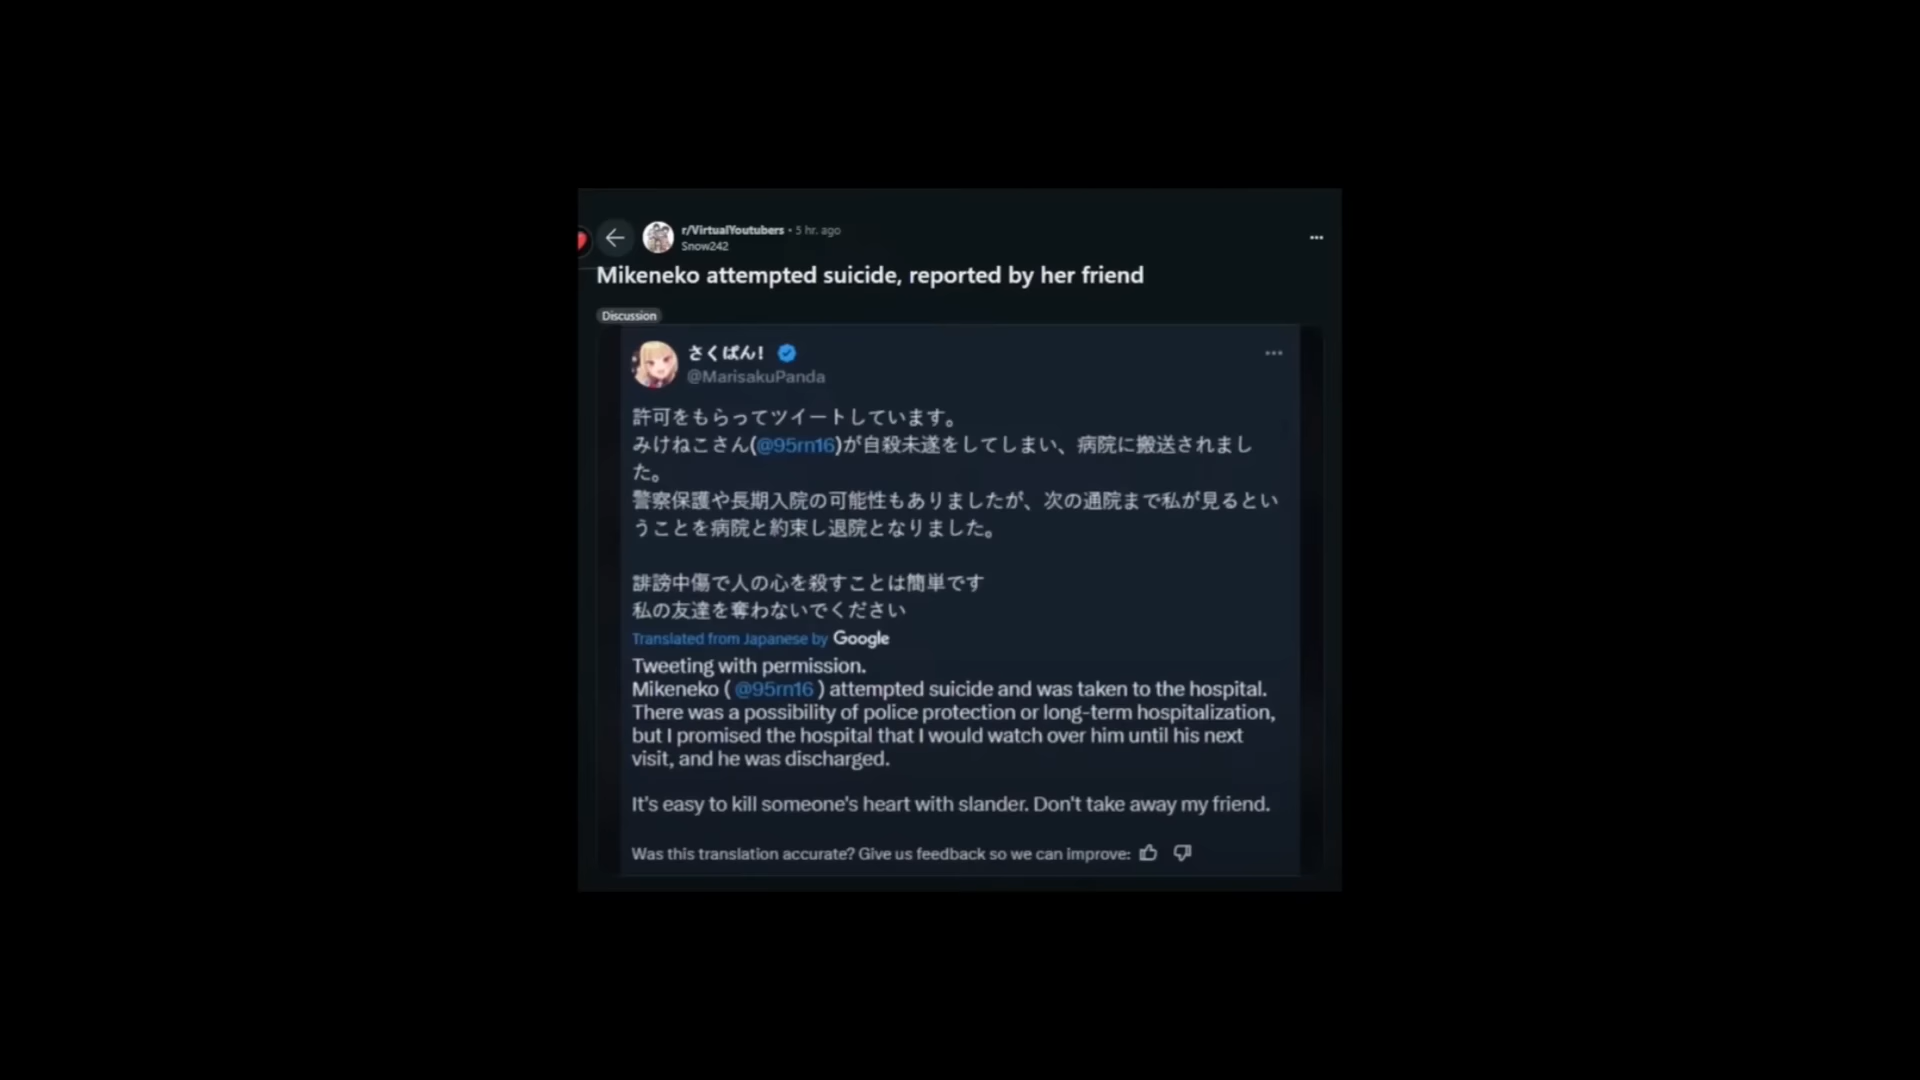 r/VirtualYoutubers • 5 hr. ago
Snow242
Mikeneko attempted suicide, reported by her friend
Discussion
さくぱん!
@MarisakuPanda
許可をもらってツイートしています。
みけねこさん(@95rn16)が自殺未遂をしてしまい、病院に搬送されまし
た。
警察保護や長期入院の可能性もありましたが、次の通院まで私が見るとい
うことを病院と約束し退院となりました。
誹謗中傷で人の心を殺すことは簡単です
私の友達を奪わないでください
Translated from Japanese by Google
Tweeting with permission.
Mikeneko ( @95rn16 ) attempted suicide and was taken to the hospital.
There was a possibility of police protection or long-term hospitalization,
but I promised the hospital that I would watch over him until his next
visit, and he was discharged.
It's easy to kill someone's heart with slander. Don't take away my friend.
Was this translation accurate? Give us feedback so we can improve: